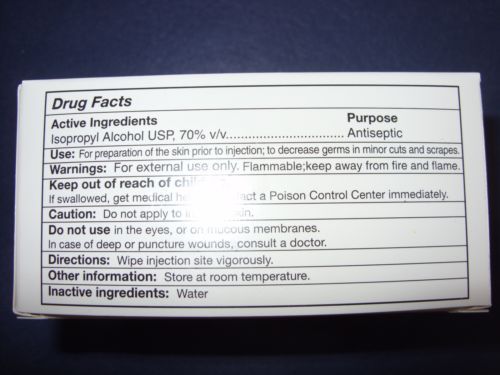 Drug Facts
Active Ingredients Purpose
Isopropyl Alcohol USP, 70% v/v................................ Antiseptic
Use: For preparation of the skin prior to injection; to decrease germs in minor cuts and scrapes.
Warnings: For external use only. Flammable;keep away from fire and flame.
Keep out of reach of
If swallowed, get medical a Poison Control Center immediately.
Caution: Do not apply to
Do not use in the eyes, or on mucous membranes.
In case of deep or puncture wounds, consult a doctor.
Directions: Wipe injection site vigorously.
Other information: Store at room temperature.
Inactive ingredients: Water